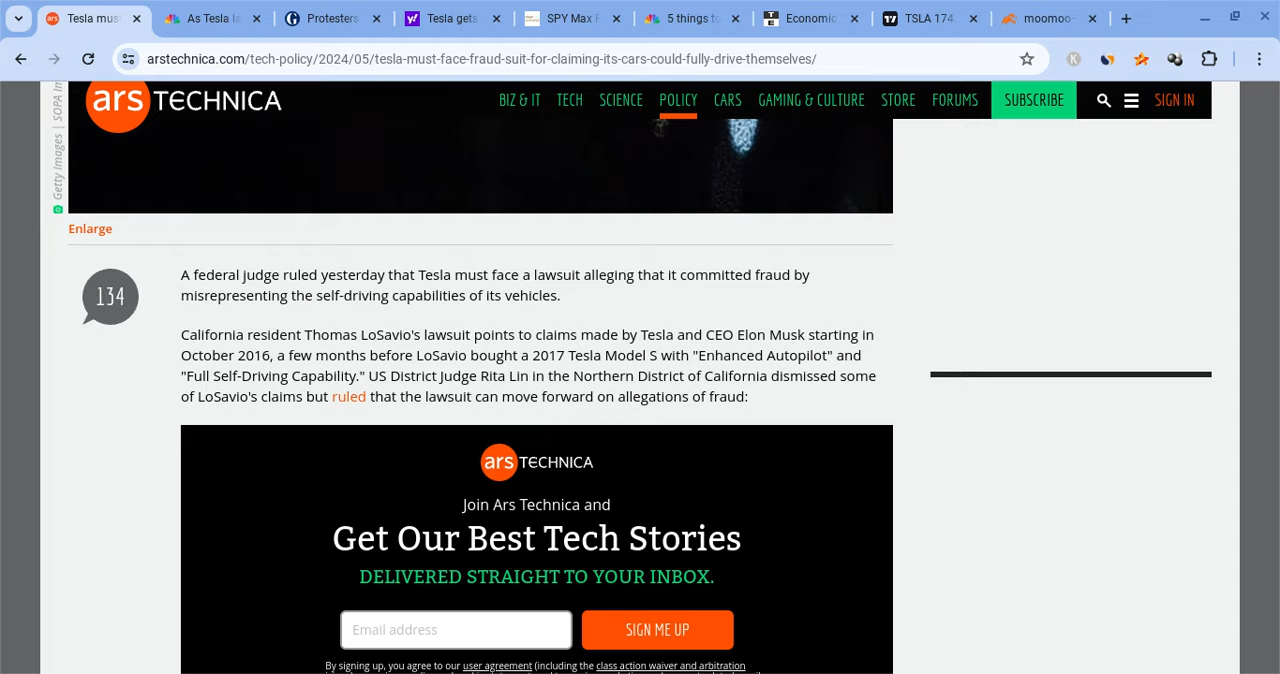 Tesla mus
As Tesla la
Protesters
Tesla gets
SPY Max P
5 things to
Economic
TSLA 174.
moomoo-
arstechnica.com/tech-policy/2024/05/tesla-must-face-fraud-suit-for-claiming-its-cars-could-fully-drive-themselves/
ars TECHNICA
BIZ & IT TECH SCIENCE POLICY CARS GAMING & CULTURE STORE FORUMS SUBSCRIBE SIGN IN
Getty Images | SOPA Im
Enlarge
134
A federal judge ruled yesterday that Tesla must face a lawsuit alleging that it committed fraud by
misrepresenting the self-driving capabilities of its vehicles.
California resident Thomas LoSavio's lawsuit points to claims made by Tesla and CEO Elon Musk starting in
October 2016, a few months before LoSavio bought a 2017 Tesla Model S with "Enhanced Autopilot" and
"Full Self-Driving Capability." US District Judge Rita Lin in the Northern District of California dismissed some
of LoSavio's claims but ruled that the lawsuit can move forward on allegations of fraud:
ars TECHNICA
Join Ars Technica and
Get Our Best Tech Stories
DELIVERED STRAIGHT TO YOUR INBOX.
Email address
SIGN ME UP
By signing up, you agree to our user agreement (including the class action waiver and arbitration